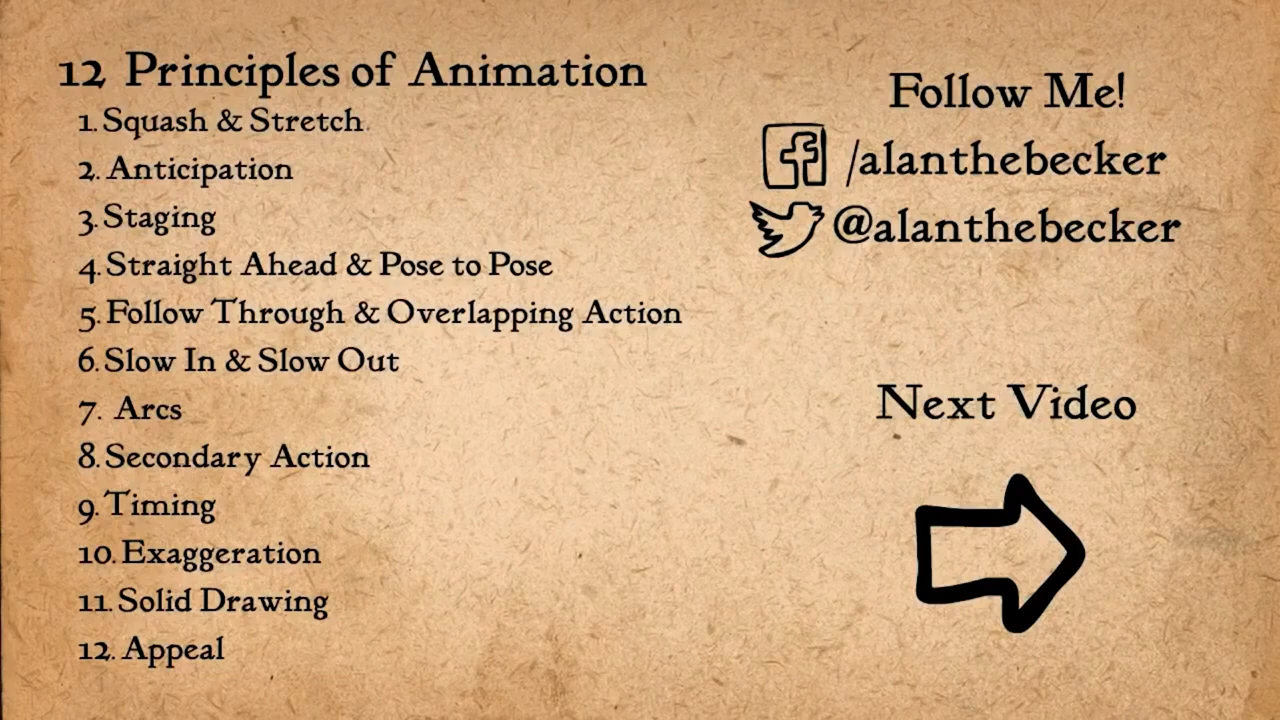 12 Principles of Animation
1. Squash & Stretch
2. Anticipation
3. Staging
4. Straight Ahead & Pose to Pose
5. Follow Through & Overlapping Action
6. Slow In & Slow Out
7. Arcs
8. Secondary Action
9. Timing
10. Exaggeration
11. Solid Drawing
12. Appeal
Follow Me!
/alanthebecker
@alanthebecker
Next Video